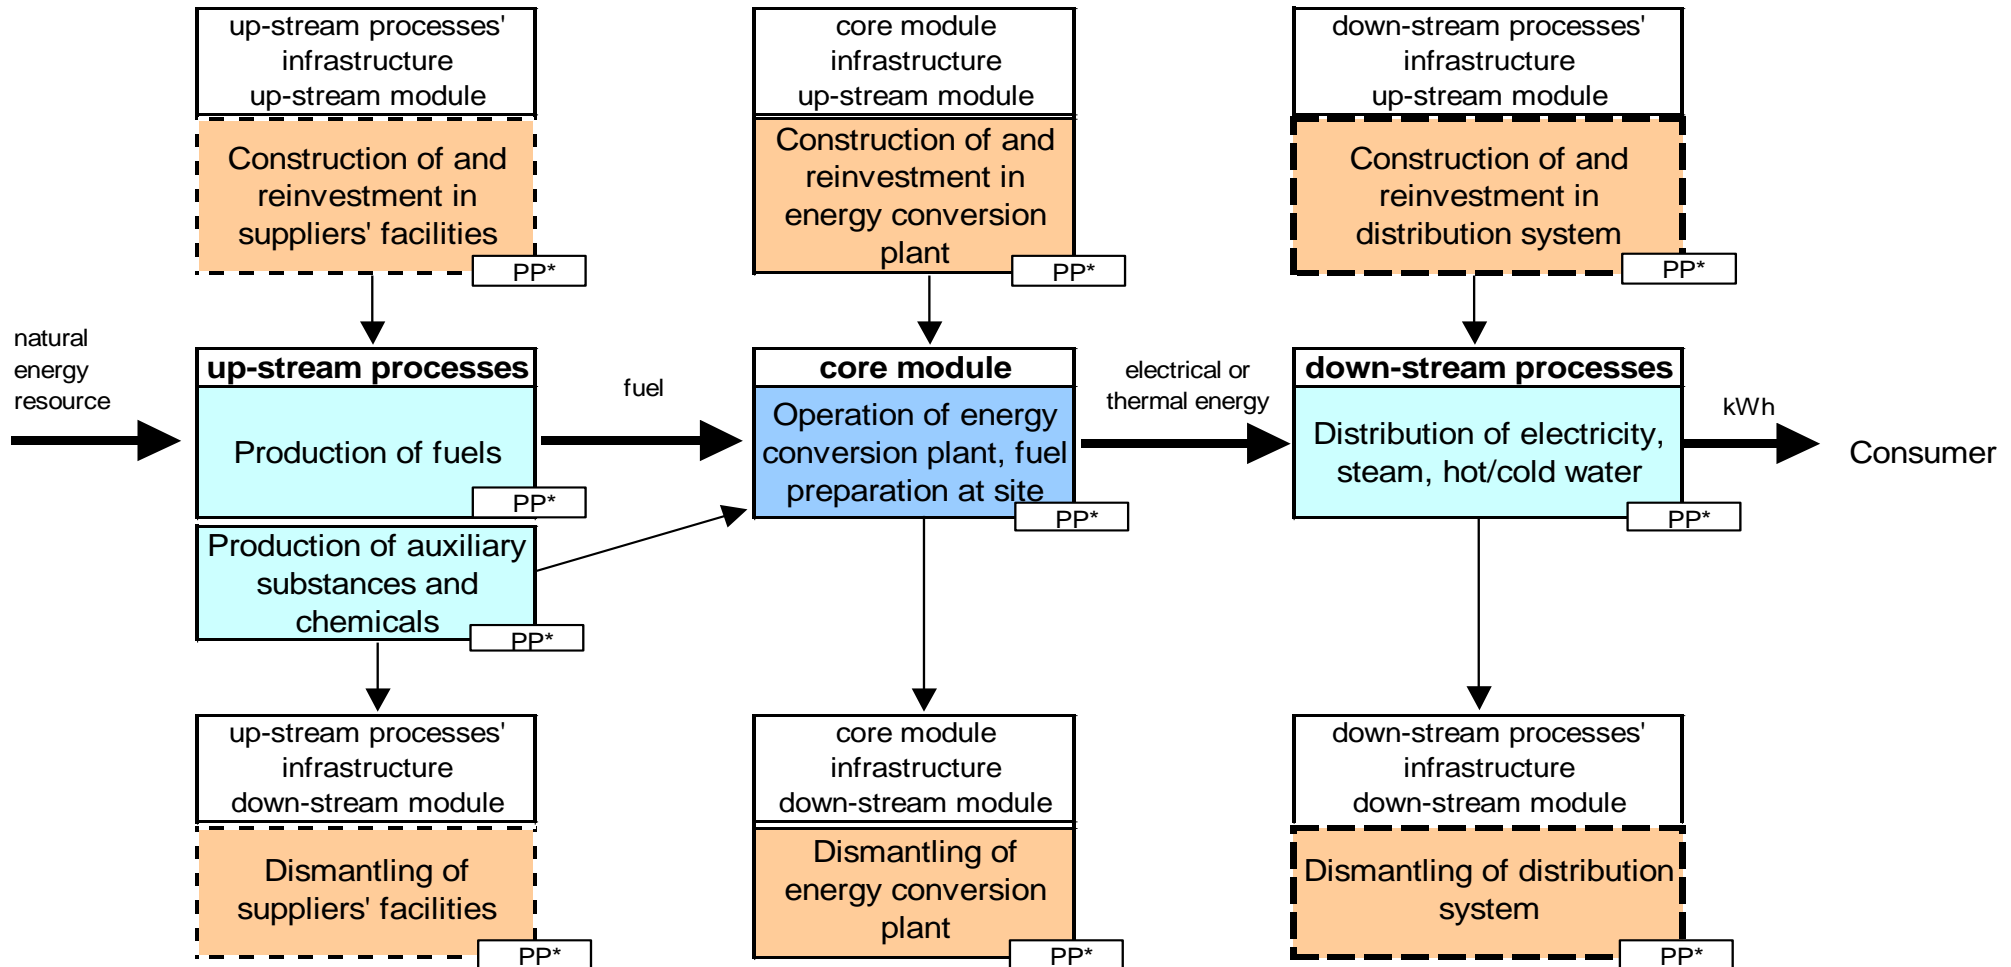 up-stream processes'
infrastructure
up-stream module
Construction of and
reinvestment in
suppliers' facilities
PP*
core module
infrastructure
up-stream module
Construction of and
reinvestment in
energy conversion
plant
PP*
down-stream processes'
infrastructure
up-stream module
Construction of and
reinvestment in
distribution system
PP*
natural
energy
resource
up-stream processes
Production of fuels
PP*
Production of auxiliary
substances and
chemicals
PP*
fuel
core module
Operation of energy
conversion plant, fuel
preparation at site
PP*
electrical or
thermal energy
down-stream processes
Distribution of electricity,
steam, hot/cold water
PP*
kWh
Consumer
up-stream processes'
infrastructure
down-stream module
Dismantling of
suppliers' facilities
PP*
core module
infrastructure
down-stream module
Dismantling of
energy conversion
plant
PP*
down-stream processes'
infrastructure
down-stream module
Dismantling of distribution
system
PP*